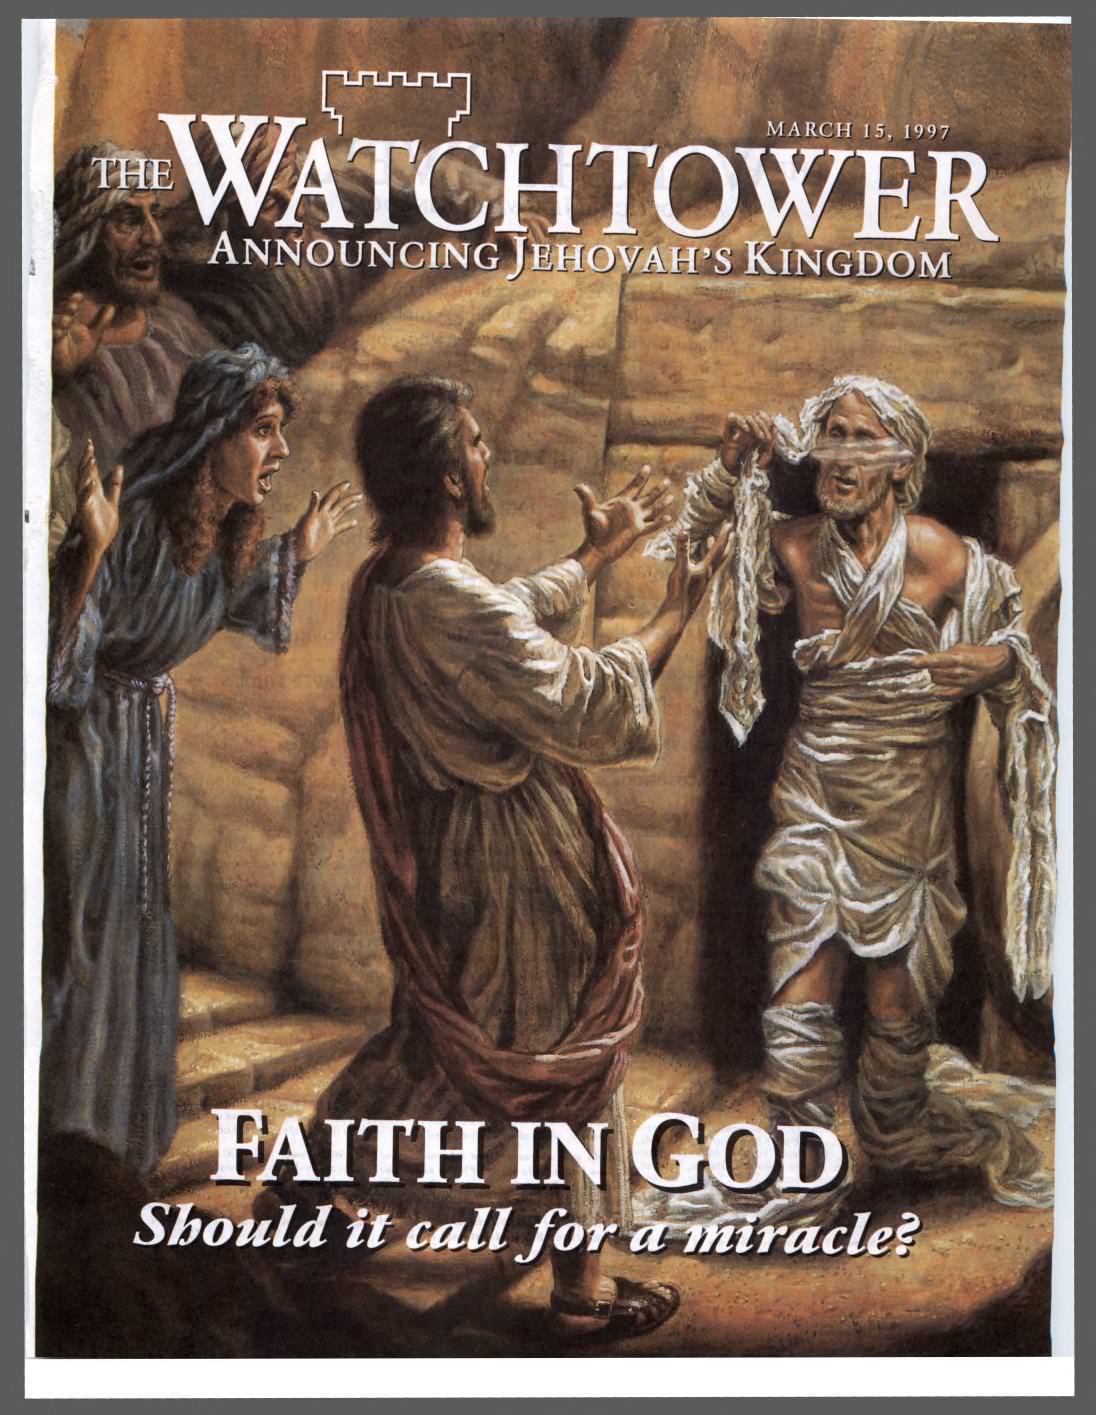 MARCH 15, 1997
THE WATCHTOWER
ANNOUNCING JEHOVAH'S KINGDOM
FAITH IN GOD
Should it call for a miracle?